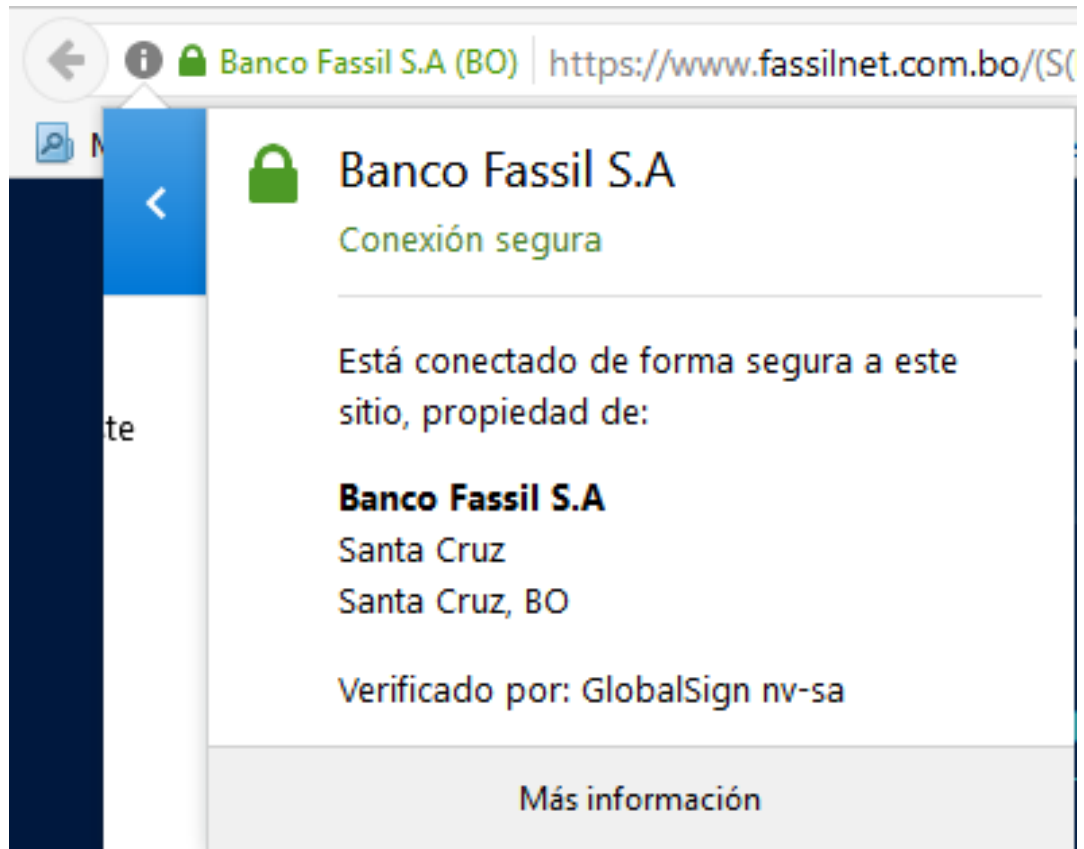 Banco Fassil S.A (BO) https://www.fassilnet.com.bo/(S(
Banco Fassil S.A
Conexión segura
Está conectado de forma segura a este
sitio, propiedad de:
te
Banco Fassil S.A
Santa Cruz
Santa Cruz, BO
Verificado por: GlobalSign nv-sa
Más información